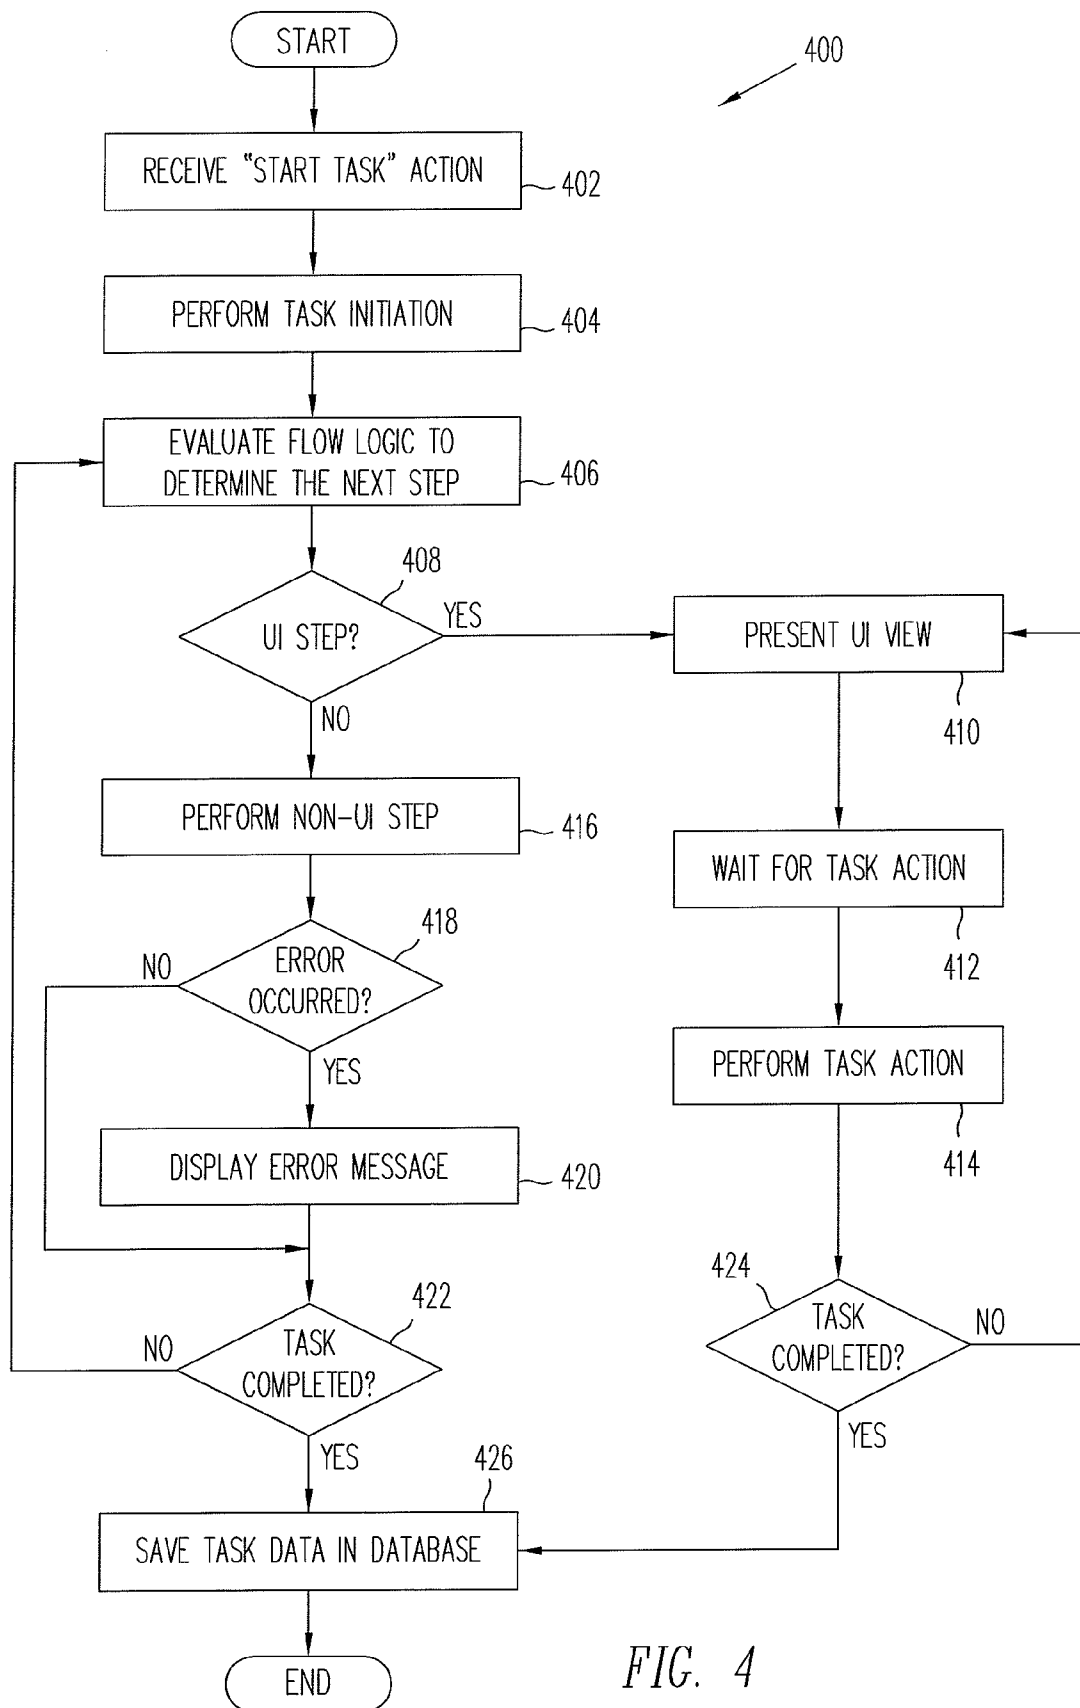 START
400
RECEIVE "START TASK" ACTION
402
PERFORM TASK INITIATION
404
EVALUATE FLOW LOGIC TO
DETERMINE THE NEXT STEP
406
408
UI STEP?
YES
NO
PRESENT UI VIEW
410
WAIT FOR TASK ACTION
412
PERFORM TASK ACTION
414
424
TASK
COMPLETED?
NO
YES
PERFORM NON-UI STEP
416
418
ERROR
OCCURRED?
NO
YES
DISPLAY ERROR MESSAGE
420
422
TASK
COMPLETED?
NO
YES
426
SAVE TASK DATA IN DATABASE
END
FIG. 4